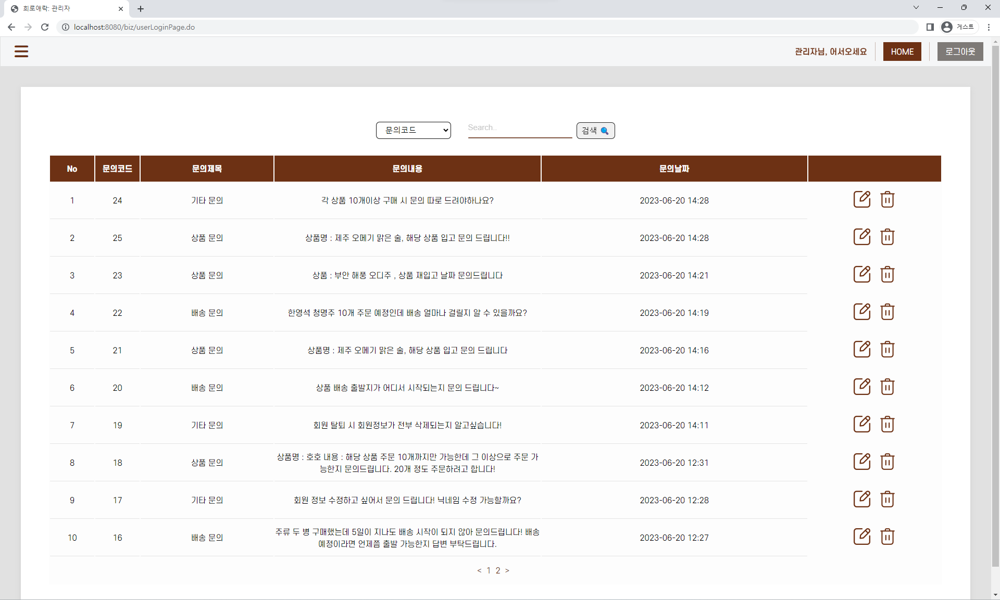 희로애락: 관리자
localhost:8080/biz/userLoginPage.do
게스트
관리자님, 어서오세요
HOME
로그아웃
문의코드
Search..
검색
No 문의코드 문의제목 문의내용 문의날짜
1 24 기타 문의 각 상품 10개이상 구매 시 문의 따로 드려야하나요? 2023-06-20 14:28
2 25 상품 문의 상품명 : 제주 오메기 맑은 술, 해당 상품 입고 문의 드립니다!! 2023-06-20 14:28
3 23 상품 문의 상품 : 부안 해풍 오디주 , 상품 재입고 날짜 문의드립니다 2023-06-20 14:21
4 22 배송 문의 한영석 청명주 10개 주문 예정인데 배송 얼마나 걸릴지 알 수 있을까요? 2023-06-20 14:19
5 21 상품 문의 상품명 : 제주 오메기 맑은 술, 해당 상품 입고 문의 드립니다 2023-06-20 14:16
6 20 배송 문의 상품 배송 출발지가 어디서 시작되는지 문의 드립니다~ 2023-06-20 14:12
7 19 기타 문의 회원 탈퇴 시 회원정보가 전부 삭제되는지 알고싶습니다! 2023-06-20 14:11
8 18 상품 문의 상품명 : 호호 내용 : 해당 상품 주문 10개까지만 가능한데 그 이상으로 주문 가
능한지 문의드립니다. 20개 정도 주문하려고 합니다! 2023-06-20 12:31
9 17 기타 문의 회원 정보 수정하고 싶어서 문의 드립니다! 닉네임 수정 가능할까요? 2023-06-20 12:28
10 16 배송 문의 주류 두 병 구매했는데 5일이 지나도 배송 시작이 되지 않아 문의드립니다! 배송
예정이라면 언제쯤 출발 가능한지 답변 부탁드립니다. 2023-06-20 12:27
< 1 2 >